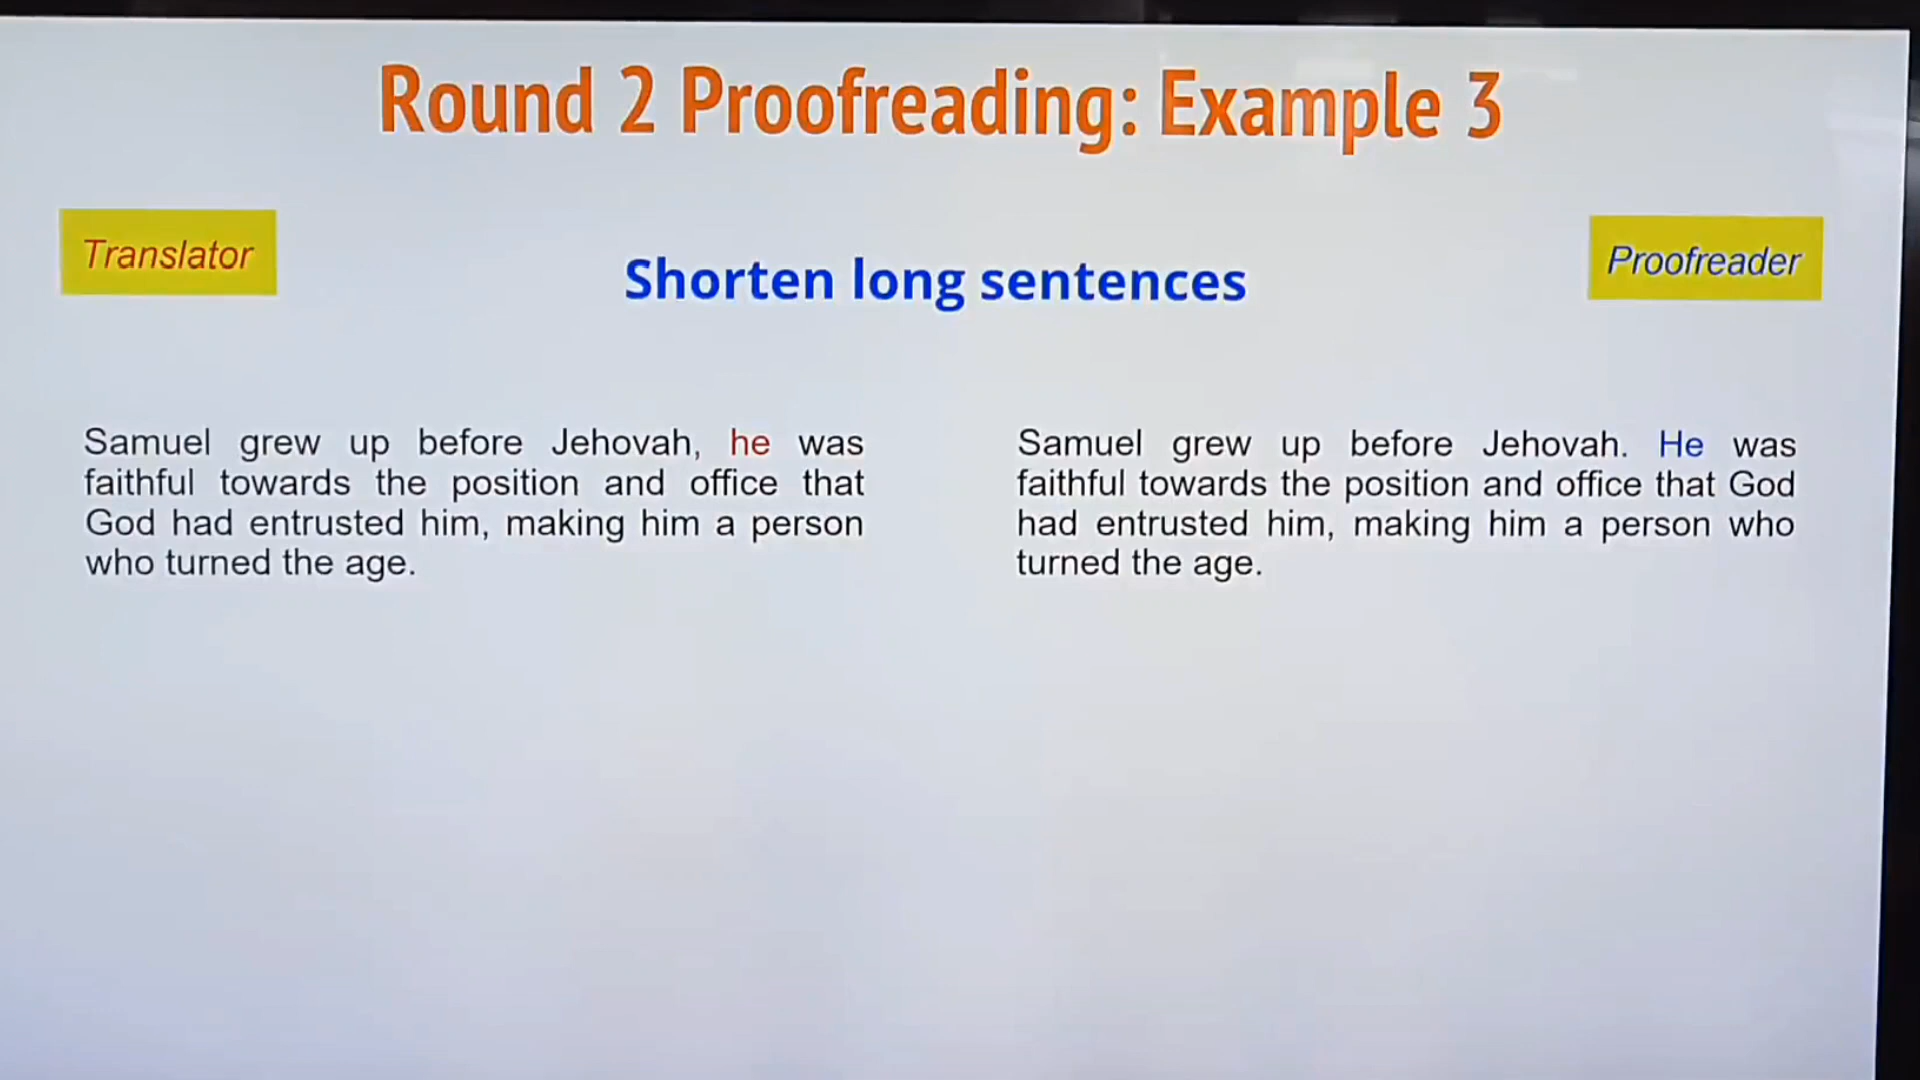 Round 2 Proofreading: Example 3
Translator
Proofreader
Shorten long sentences
Samuel grew up before Jehovah, he was
faithful towards the position and office that
God had entrusted him, making him a person
who turned the age.
Samuel grew up before Jehovah. He was
faithful towards the position and office that God
had entrusted him, making him a person who
turned the age.